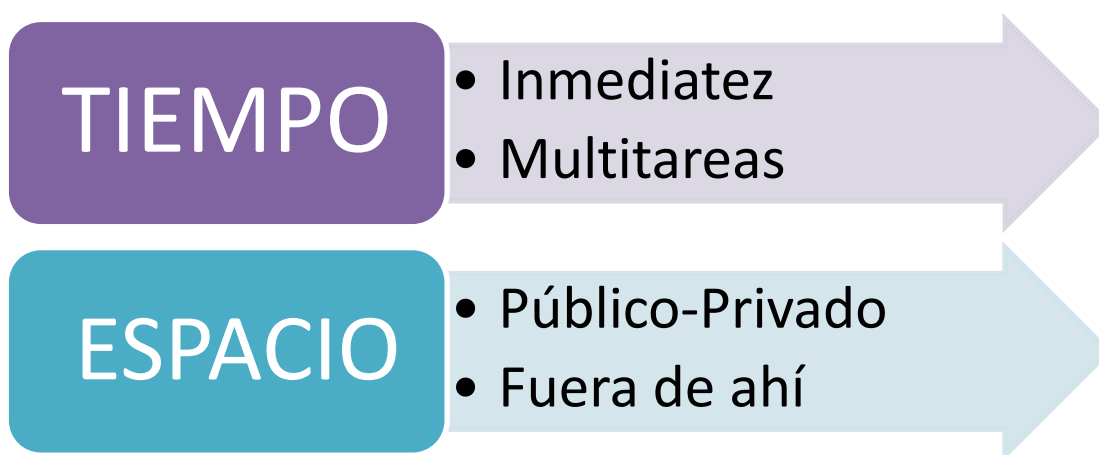 TIEMPO
• Inmediatez
• Multitareas
ESPACIO
• Público-Privado
• Fuera de ahí